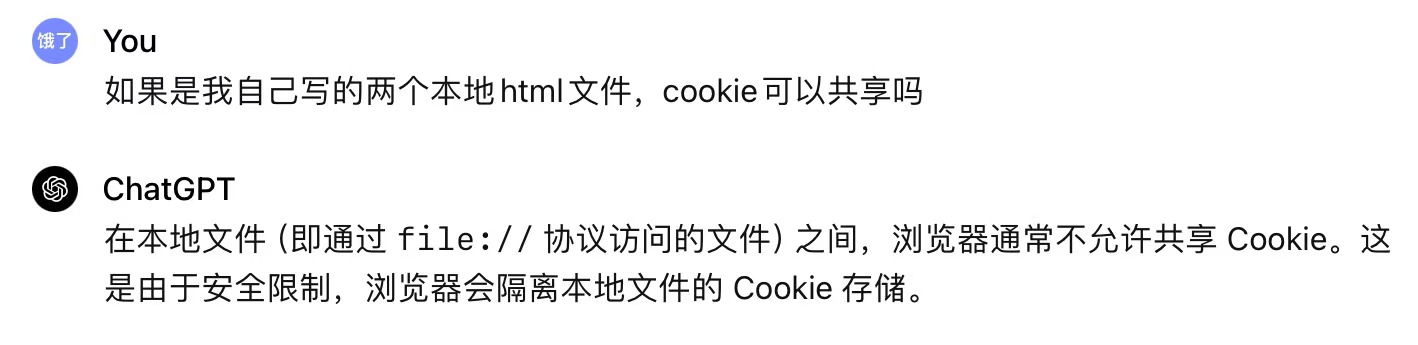 饿了
You
如果是我自己写的两个本地html文件，cookie可以共享吗
ChatGPT
在本地文件（即通过 file:// 协议访问的文件）之间，浏览器通常不允许共享 Cookie。这
是由于安全限制，浏览器会隔离本地文件的 Cookie 存储。